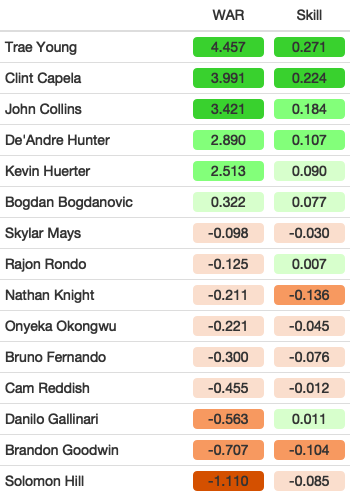 WAR Skill
Trae Young 4.457 0.271
Clint Capela 3.991 0.224
John Collins 3.421 0.184
De'Andre Hunter 2.890 0.107
Kevin Huerter 2.513 0.090
Bogdan Bogdanovic 0.322 0.077
Skylar Mays -0.098 -0.030
Rajon Rondo -0.125 0.007
Nathan Knight -0.211 -0.136
Onyeka Okongwu -0.221 -0.045
Bruno Fernando -0.300 -0.076
Cam Reddish -0.455 -0.012
Danilo Gallinari -0.563 0.011
Brandon Goodwin -0.707 -0.104
Solomon Hill -1.110 -0.085